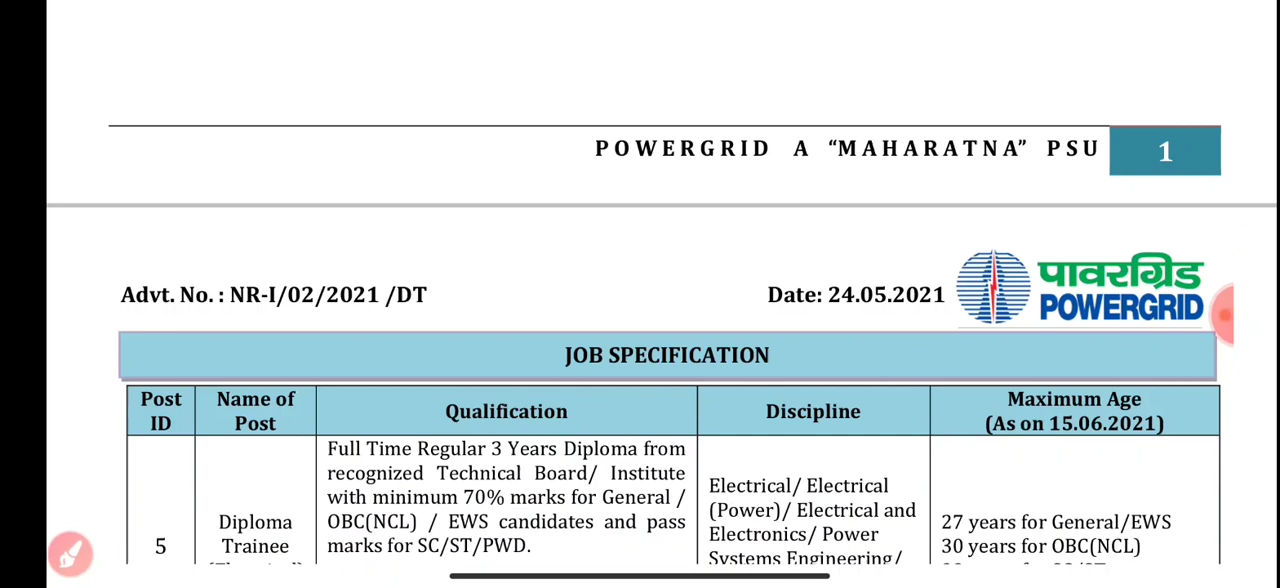 POWERGRID A “MAHARATNA” PSU 1
Advt. No. : NR-I/02/2021 /DT Date: 24.05.2021
पावरग्रिड
POWERGRID
JOB SPECIFICATION
Post ID Name of Post Qualification Discipline Maximum Age (As on 15.06.2021)
5
Diploma
Trainee
Full Time Regular 3 Years Diploma from
recognized Technical Board/ Institute
with minimum 70% marks for General /
OBC(NCL) / EWS candidates and pass
marks for SC/ST/PWD.
Electrical/ Electrical
(Power)/ Electrical and
Electronics/ Power
Systems Engineering/
27 years for General/EWS
30 years for OBC(NCL)